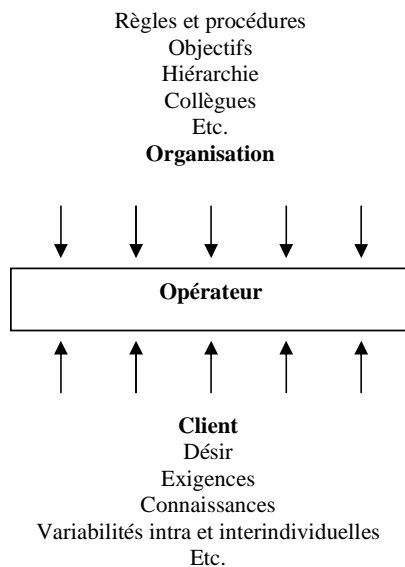 Règles et procédures
Objectifs
Hiérarchie
Collègues
Etc.
Organisation
Opérateur
Client
Désir
Exigences
Connaissances
Variabilités intra et interindividuelles
Etc.